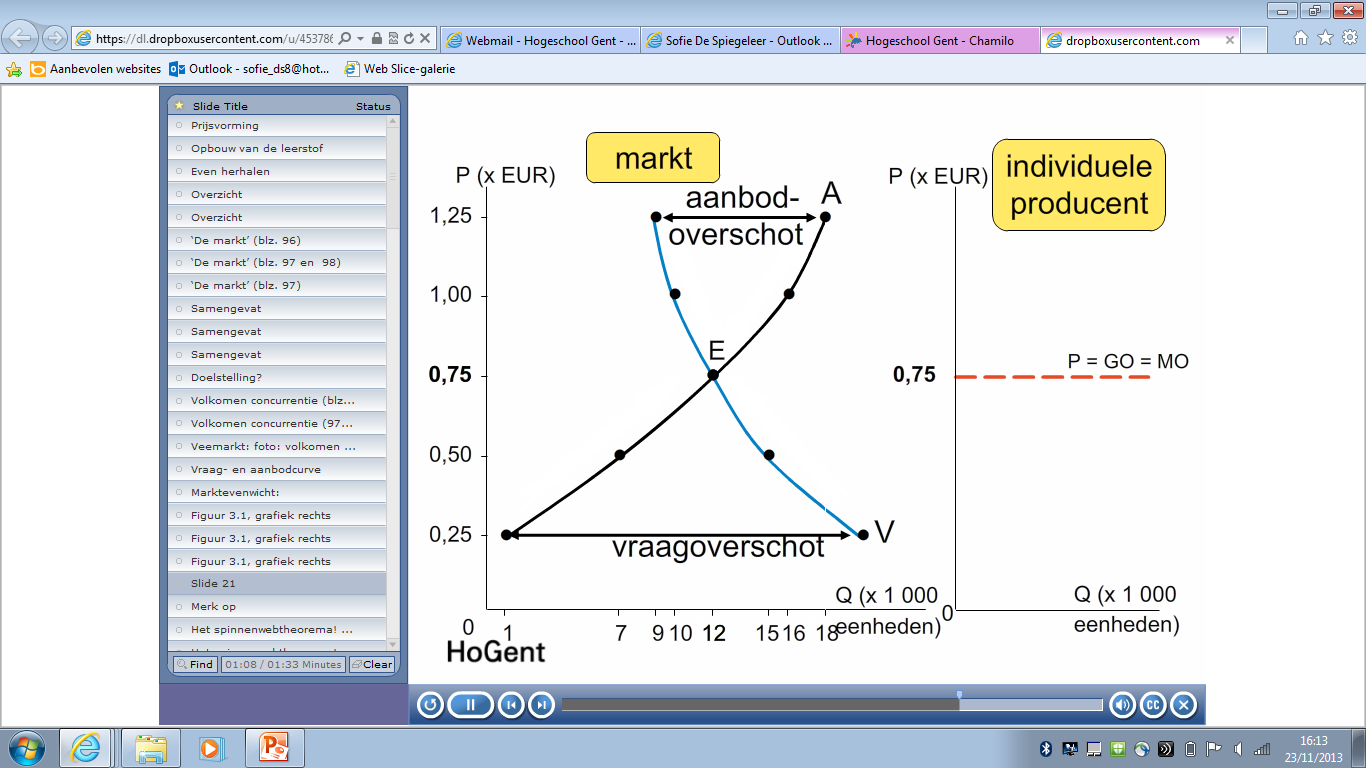 https://dl.dropboxusercontent.com/u/453786
Webmail - Hogeschool Gent - ...
Sofie De Spiegeleer - Outlook ...
Hogeschool Gent - Chamilo
dropboxusercontent.com
Aanbevolen websites
Outlook - sofie_ds8@hot...
Web Slice-galerie
Slide Title Status
Prijsvorming
Opbouw van de leerstof
Even herhalen
Overzicht
Overzicht
'De markt' (blz. 96)
'De markt' (blz. 97 en 98)
'De markt' (blz. 97)
Samengevat
Samengevat
Samengevat
Doelstelling?
Volkomen concurrentie (blz...
Volkomen concurrentie (97...
Veemarkt: foto: volkomen ...
Vraag- en aanbodcurve
Marktevenwicht:
Figuur 3.1, grafiek rechts
Figuur 3.1, grafiek rechts
Figuur 3.1, grafiek rechts
Slide 21
Merk op
Het spinnenwebtheorema! ...
Find 01:08 / 01:33 Minutes Clear
markt
P (x EUR)
aanbod-
overschot
A
1,25
1,00
E
0,75
0,50
0,25
vraagoverschot
V
Q (x 1 000
eenheden)
0 1 7 9 10 12 15 16 18
HoGent
individuele
producent
P (x EUR)
P = GO = MO
0,75
0
Q (x 1 000
eenheden)
CC
16:13
23/11/2013